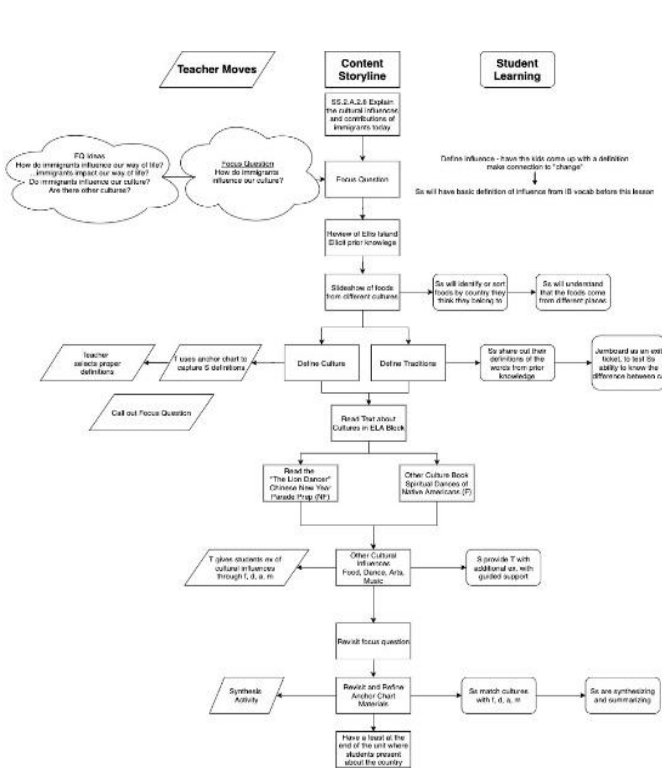 Teacher Moves
Content
Storyline
Student
Learning
SS.2.A.2.6 Explain
the cultural influences
and contributions of
immigrants today
FQ Ideas
How do immigrants influence our way of life?
...immigrants impact our way of life?
Do immigrants influence our culture?
Are there other cultures?
Focus Question
How do immigrants
influence our culture?
Focus Question
Define influence - have the kids come up with a definition
make connection to "change"
Ss will have basic definition of influence from IB vocab before this lesson
Review of Ellis Island
Elicit prior knowlege
Slideshow of foods
from different cultures
Ss will identify or sort
foods by country they
think they belong to
Ss will understand
that the foods come
from different places
Teacher
selects proper
definitions
T uses anchor chart to
capture S definitions
Define Culture
Define Traditions
Ss share out their
definitions of the
words from prior
knowledge
Jamboard as an exit
ticket, to test Ss
ability to know the
difference between
Call out Focus Question
Read Text about
Cultures in ELA Block
Read the
"The Lion Dancer"
Chinese New Year
Parade Prep (NF)
Other Culture Book
Spiritual Dances of
Native Americans (F)
T gives students ex of
cultural influences
through f, d, a, m
Other Cultural
Influences
Food, Dance, Arts,
Music
S provide T with
additional ex. with
guided support
Revisit focus question
Synthesis
Activity
Revisit and Refine
Anchor Chart
Materials
Ss match cultures
with f, d, a, m
Ss are synthesizing
and summarizing
Have a feast at the
end of the unit where
students present
about the country